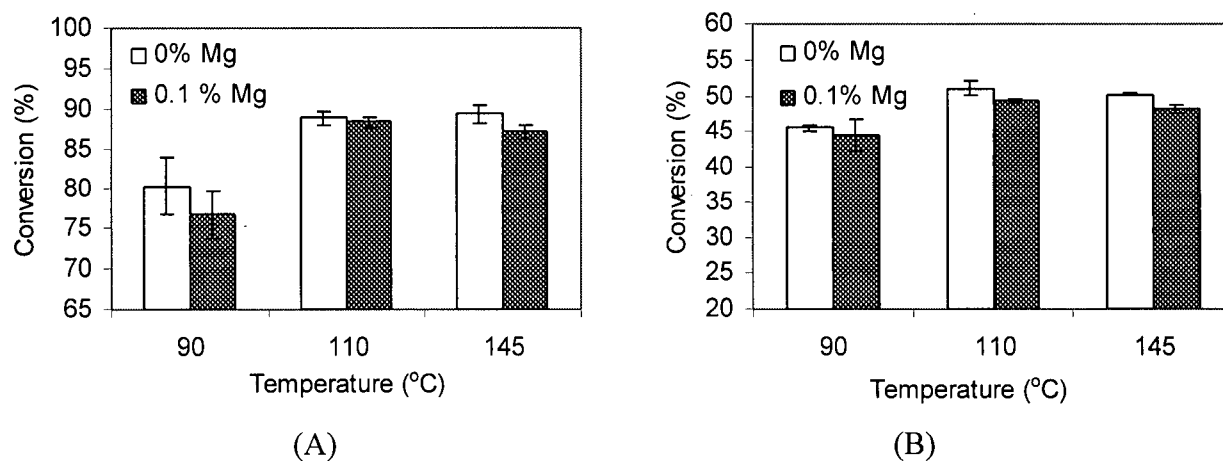 100
95
90
85
80
75
70
65
Conversion (%)
0% Mg
0.1 % Mg
90
110
145
Temperature (°C)
(A)
60
55
50
45
40
35
30
25
20
Conversion (%)
0% Mg
0.1% Mg
90
110
145
Temperature (°C)
(B)